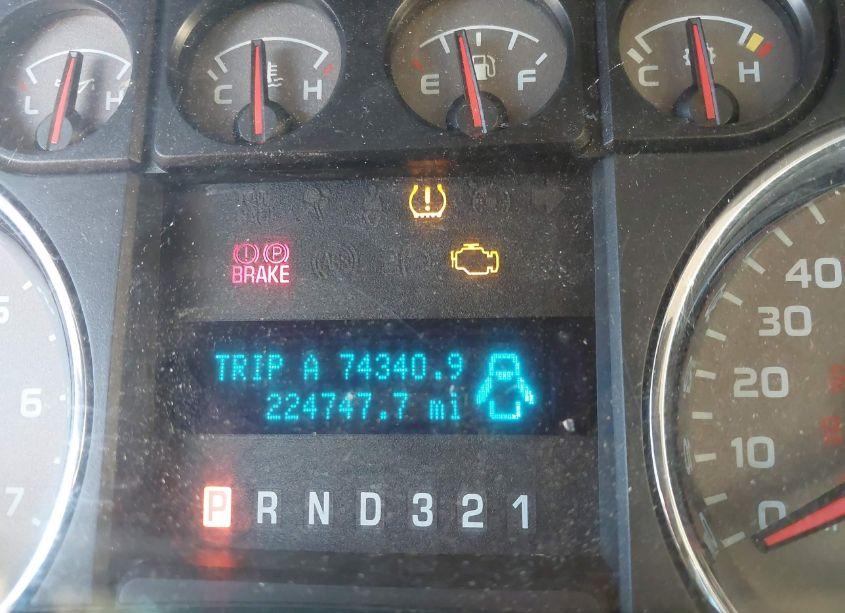 L H
C H
E F
C H
BRAKE
TRIP A 74340.9
224747.7 mi
P R N D 3 2 1
5
6
7
40
30
20
10
0